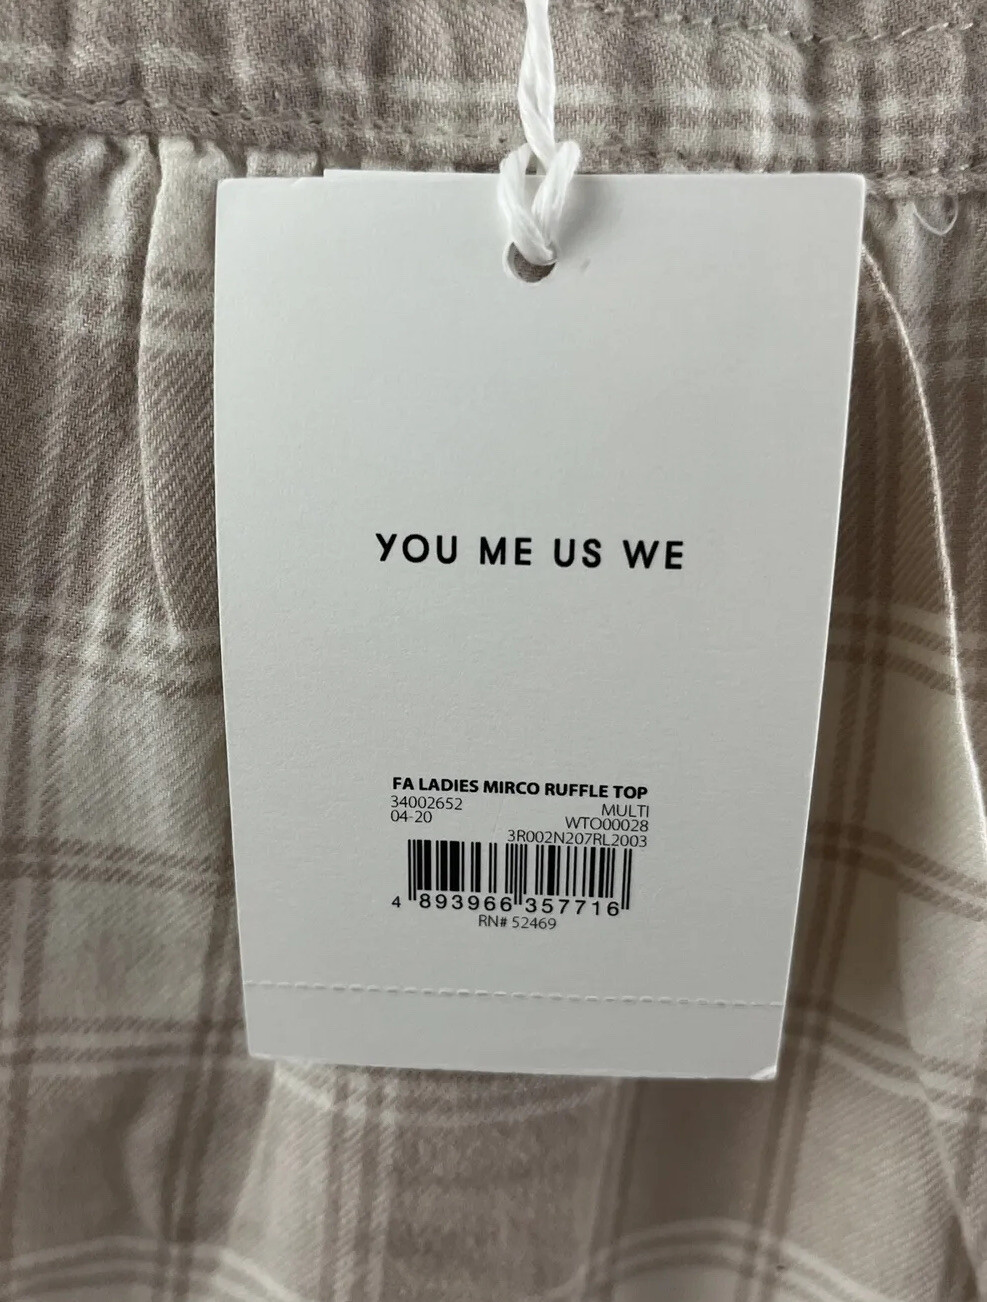 YOU ME US WE
FA LADIES MIRCO RUFFLE TOP
34002652 MULTI
04-20 WTO00028
3R002N207RL2003
4 893966 357716
RN# 52469